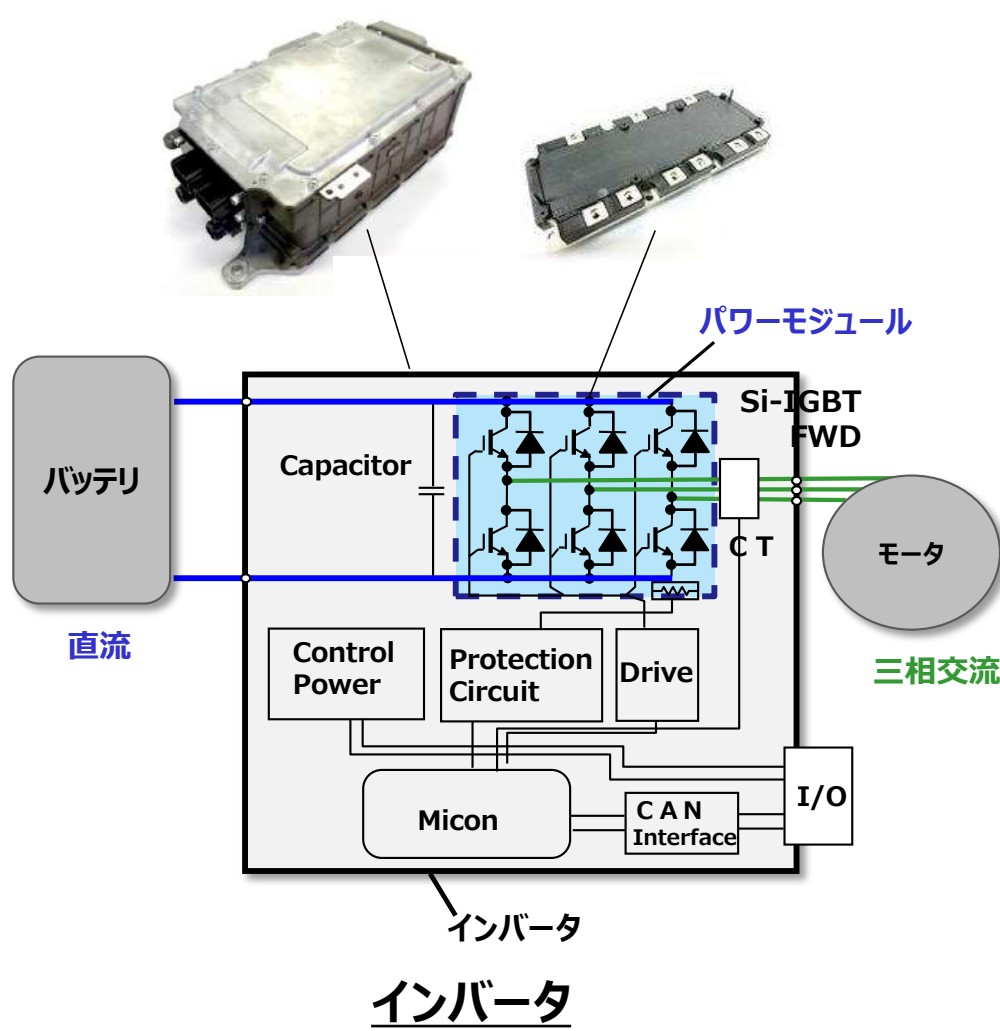 パワーモジュール
Si-IGBT
FWD
バッテリ
Capacitor
ＣＴ
モータ
直流
三相交流
Control
Power
Protection
Circuit
Drive
I/O
Micon
ＣＡＮ
Interface
インバータ
インバータ